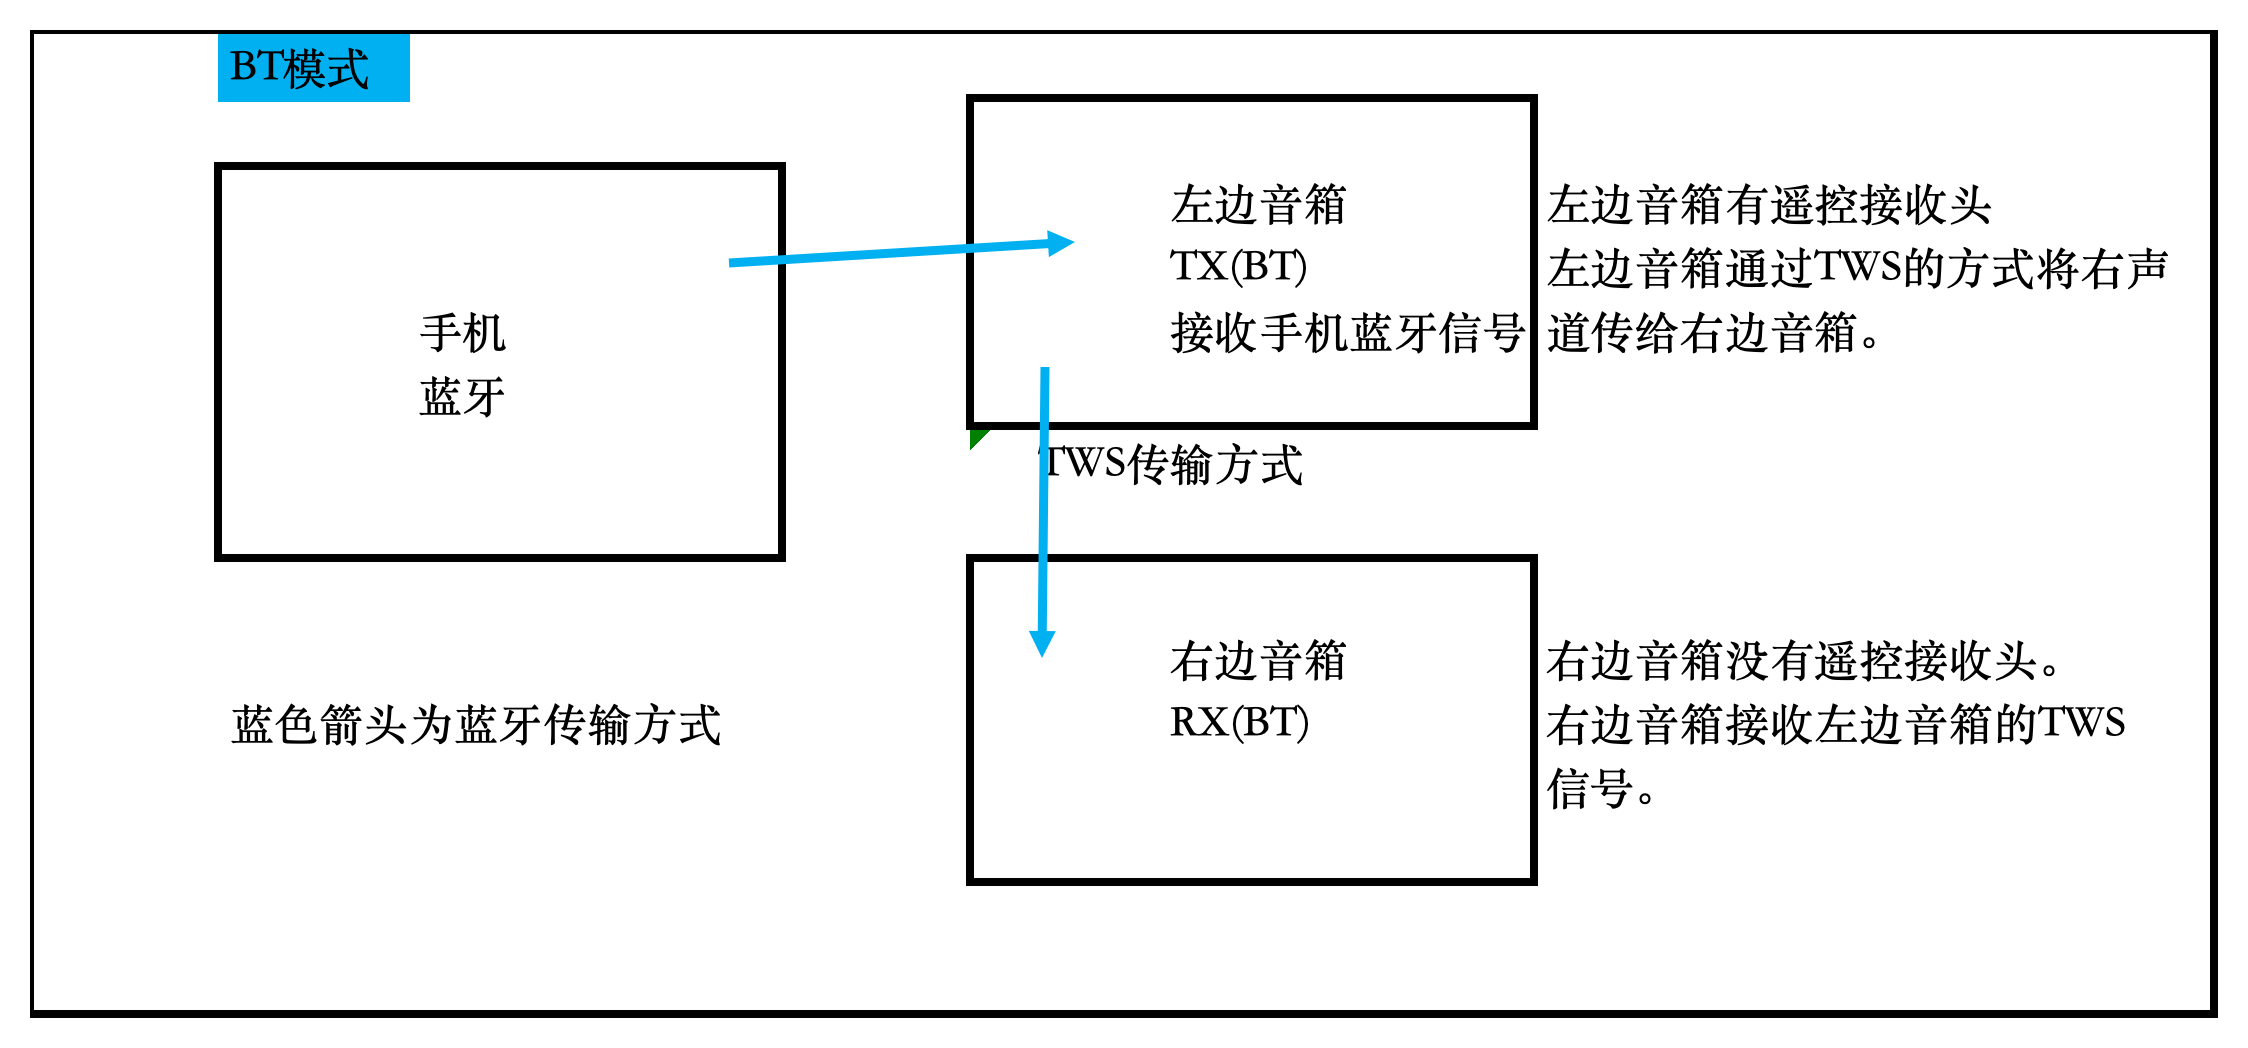 BT模式
手机
蓝牙
左边音箱
TX(BT)
接收手机蓝牙信号
左边音箱有遥控接收头
左边音箱通过TWS的方式将右声
道传给右边音箱。
TWS传输方式
右边音箱
RX(BT)
右边音箱没有遥控接收头。
右边音箱接收左边音箱的TWS
信号。
蓝色箭头为蓝牙传输方式